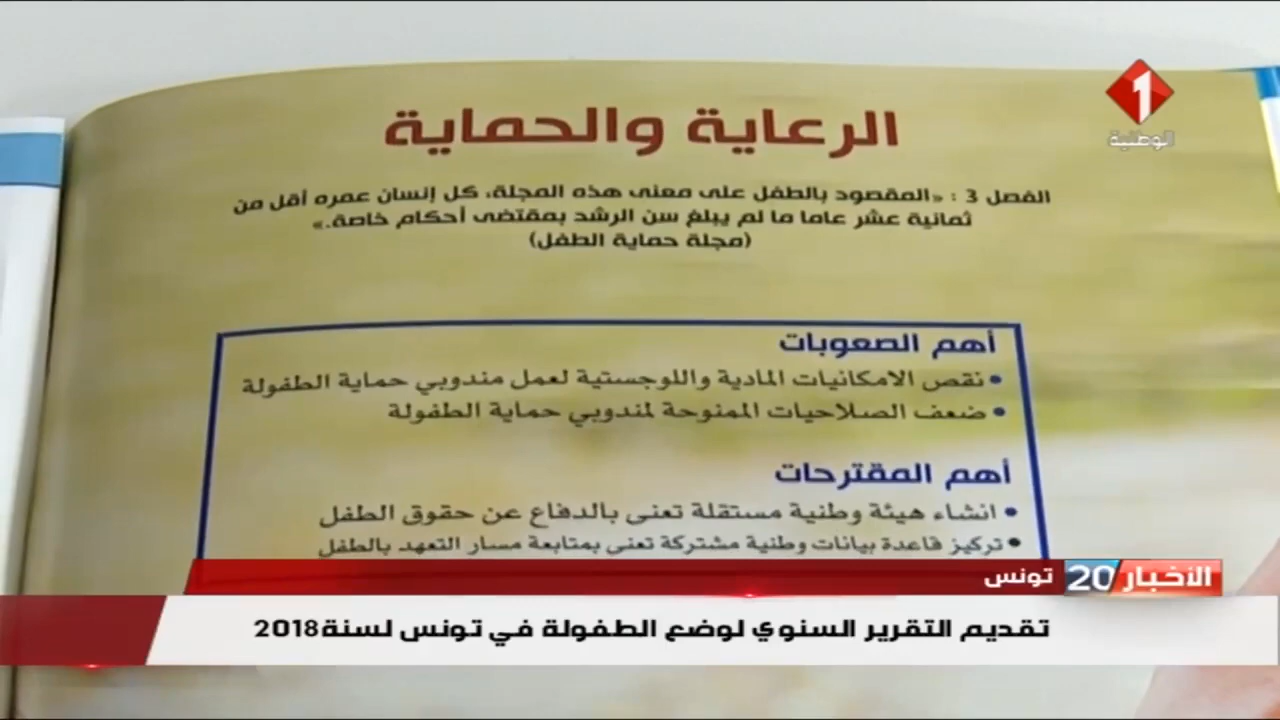 الرعاية والحماية
1
الوطنية
الفصل 3 : «المقصود بالطفل على معنى هذه المجلة، كل إنسان عمره أقل من
ثمانية عشر عاما ما لم يبلغ سن الرشد بمقتضى أحكام خاصة.»
(مجلة حماية الطفل)
أهم الصعوبات
• نقص الامكانيات المادية واللوجستية لعمل مندوبي حماية الطفولة
• ضعف الصلاحيات الممنوحة لمندوبي حماية الطفولة
أهم المقترحات
• انشاء هيئة وطنية مستقلة تعنى بالدفاع عن حقوق الطفل
• تركيز قاعدة بيانات وطنية مشتركة تعنى بمتابعة مسار التعهد بالطفل
الأخبار 20 تونس
تقديم التقرير السنوي لوضع الطفولة في تونس لسنة2018